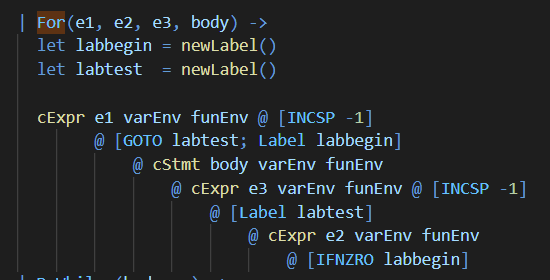 | For(e1, e2, e3, body) ->
let labbegin = newLabel()
let labtest  = newLabel()
cExpr e1 varEnv funEnv @ [INCSP -1]
@ [GOTO labtest; Label labbegin]
@ cStmt body varEnv funEnv
@ cExpr e3 varEnv funEnv @ [INCSP -1]
@ [Label labtest]
@ cExpr e2 varEnv funEnv
@ [IFNZRO labbegin]